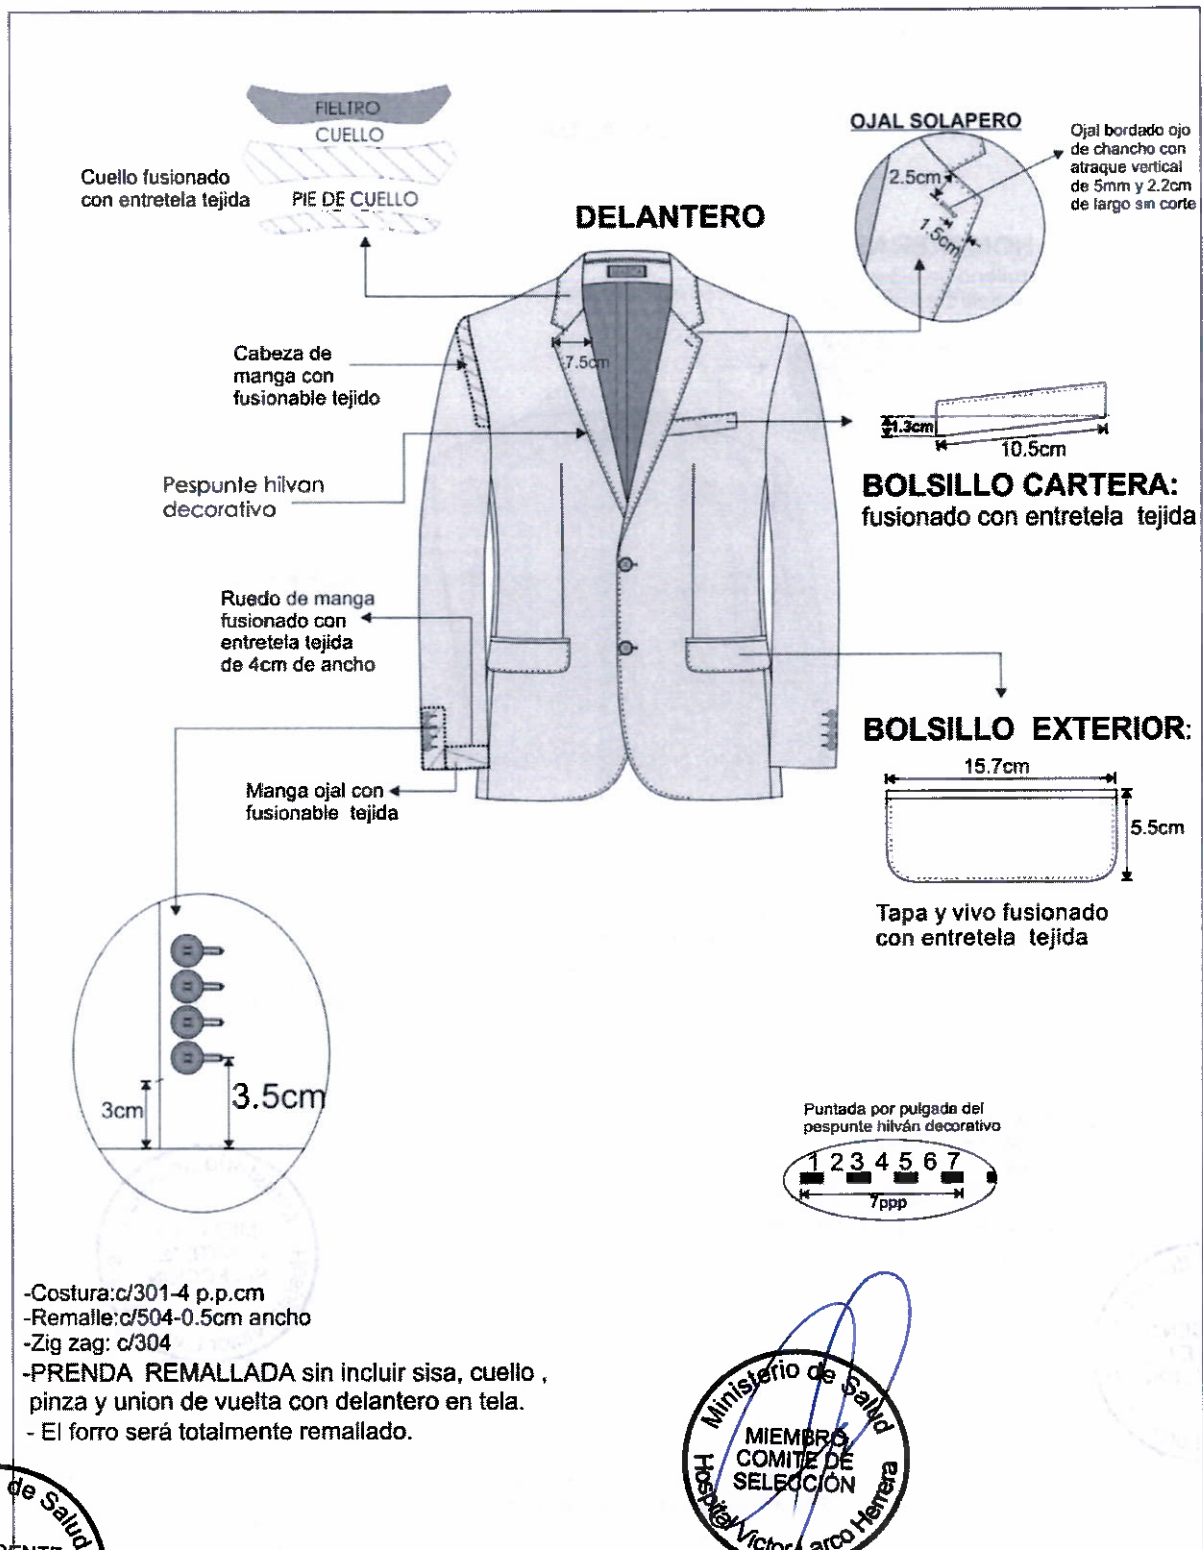 FIELTRO
CUELLO
Cuello fusionado
con entretela tejida
PIE DE CUELLO
DELANTERO
OJAL SOLAPERO
2.5cm
1.5cm
Ojal bordado ojo
de chancho con
atraque vertical
de 5mm y 2.2cm
de largo sin corte
7.5cm
Cabeza de
manga con
fusionable tejido
1.3cm
10.5cm
BOLSILLO CARTERA:
fusionado con entretela tejida
Pespunte hilvan
decorativo
Ruedo de manga
fusionado con
entretela tejida
de 4cm de ancho
BOLSILLO EXTERIOR:
15.7cm
5.5cm
Manga ojal con
fusionable tejida
Tapa y vivo fusionado
con entretela tejida
3cm
3.5cm
Puntada por pulgada del
pespunte hilván decorativo
1 2 3 4 5 6 7
7ppp
-Costura:c/301-4 p.p.cm
-Remalle:c/504-0.5cm ancho
-Zig zag: c/304
-PRENDA REMALLADA sin incluir sisa, cuello ,
pinza y union de vuelta con delantero en tela.
- El forro será totalmente remallado.
Ministerio de Salud
MIEMBRO
COMITE DE
SELECCIÓN
Hospital Victor Larco Herrera
de Salud